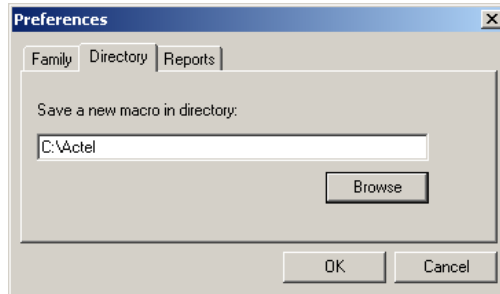 Preferences
Family Directory Reports
Save a new macro in directory:
C:\Actel
Browse
OK Cancel